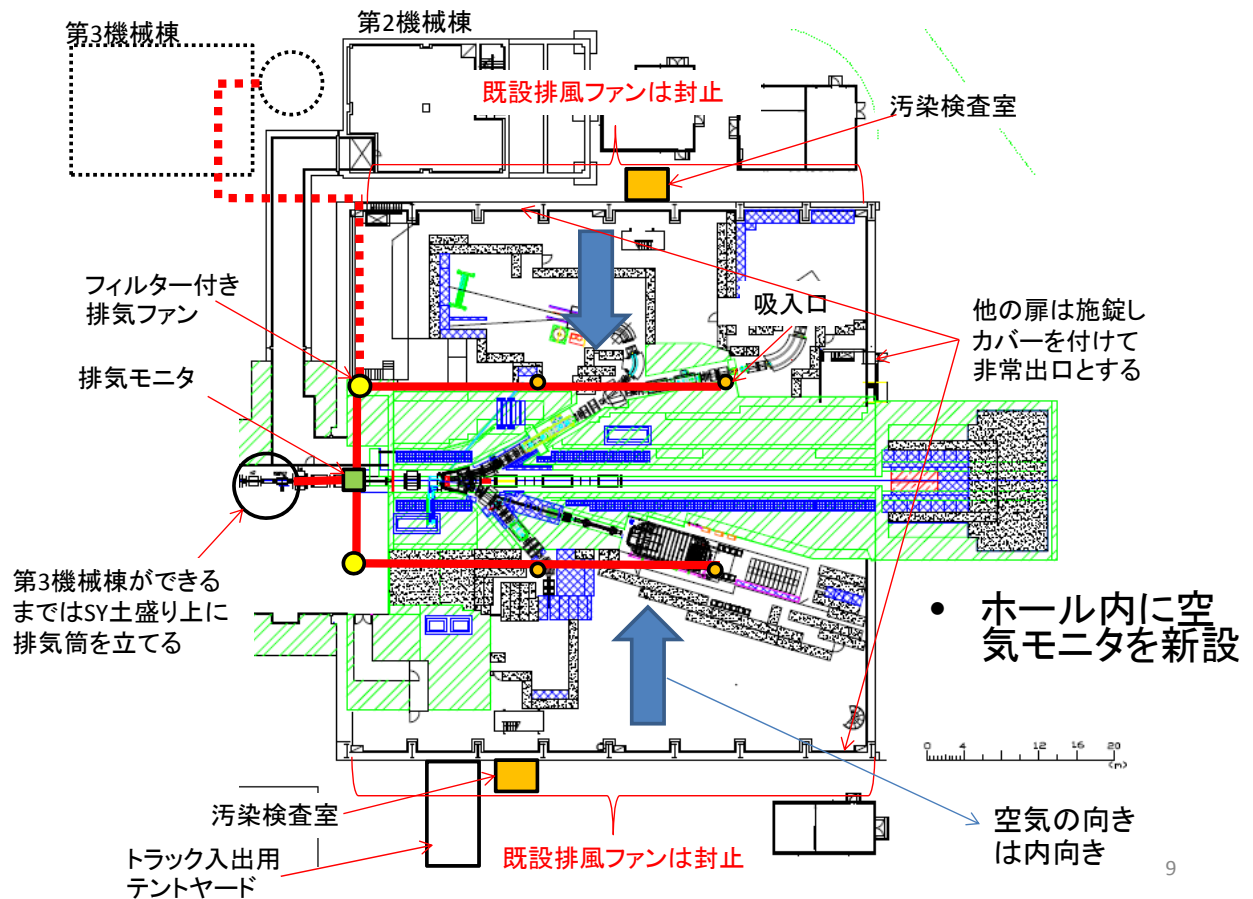 第3機械棟
第2機械棟
既設排風ファンは封止
汚染検査室
フィルター付き
排気ファン
吸入口
他の扉は施錠し
カバーを付けて
非常出口とする
排気モニタ
第3機械棟ができる
まではSY土盛り上に
排気筒を立てる
• ホール内に空
気モニタを新設
0 4 12 16 20
(m)
汚染検査室
空気の向き
は内向き
トラック入出用
テントヤード
既設排風ファンは封止
9